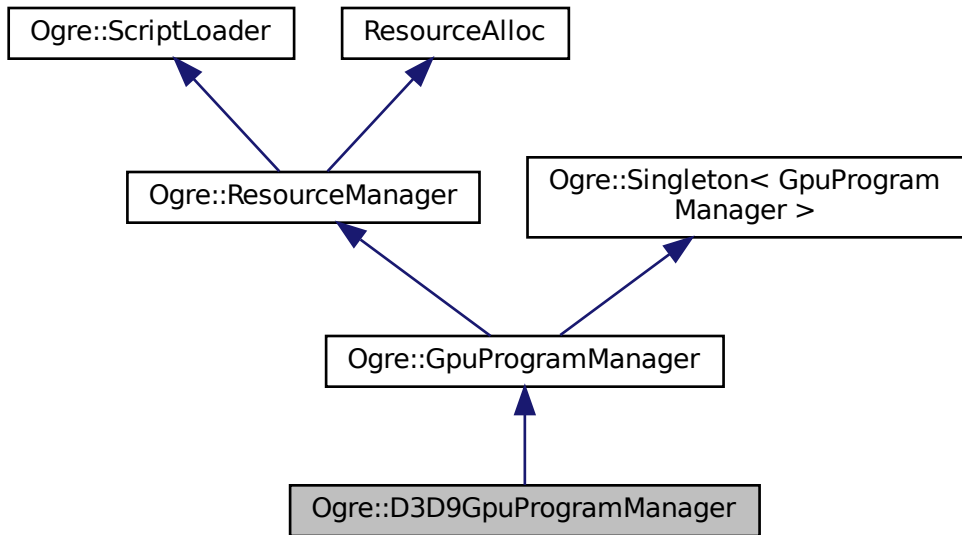 Ogre::ScriptLoader
ResourceAlloc
Ogre::ResourceManager
Ogre::Singleton< GpuProgram
Manager >
Ogre::GpuProgramManager
Ogre::D3D9GpuProgramManager